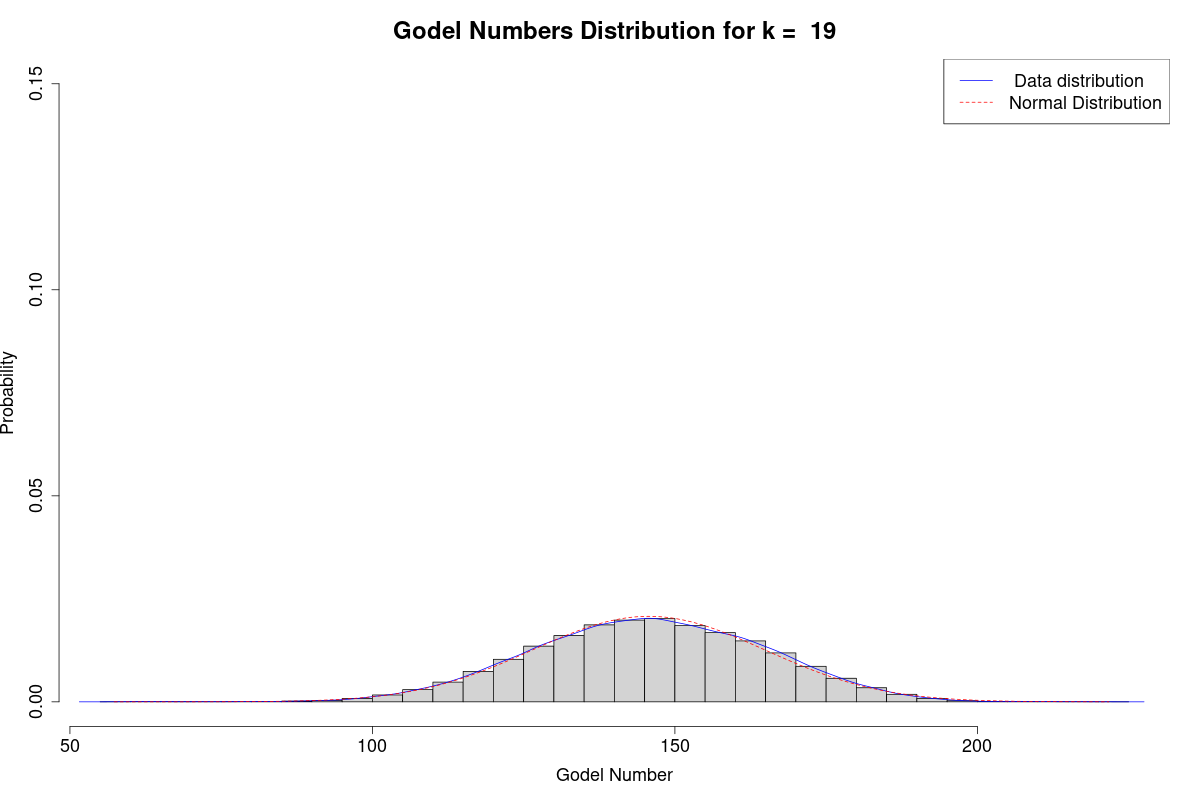 Godel Numbers Distribution for k =  19
Data distribution
Normal Distribution
Probability
0.15
0.10
0.05
0.00
50 100 150 200
Godel Number